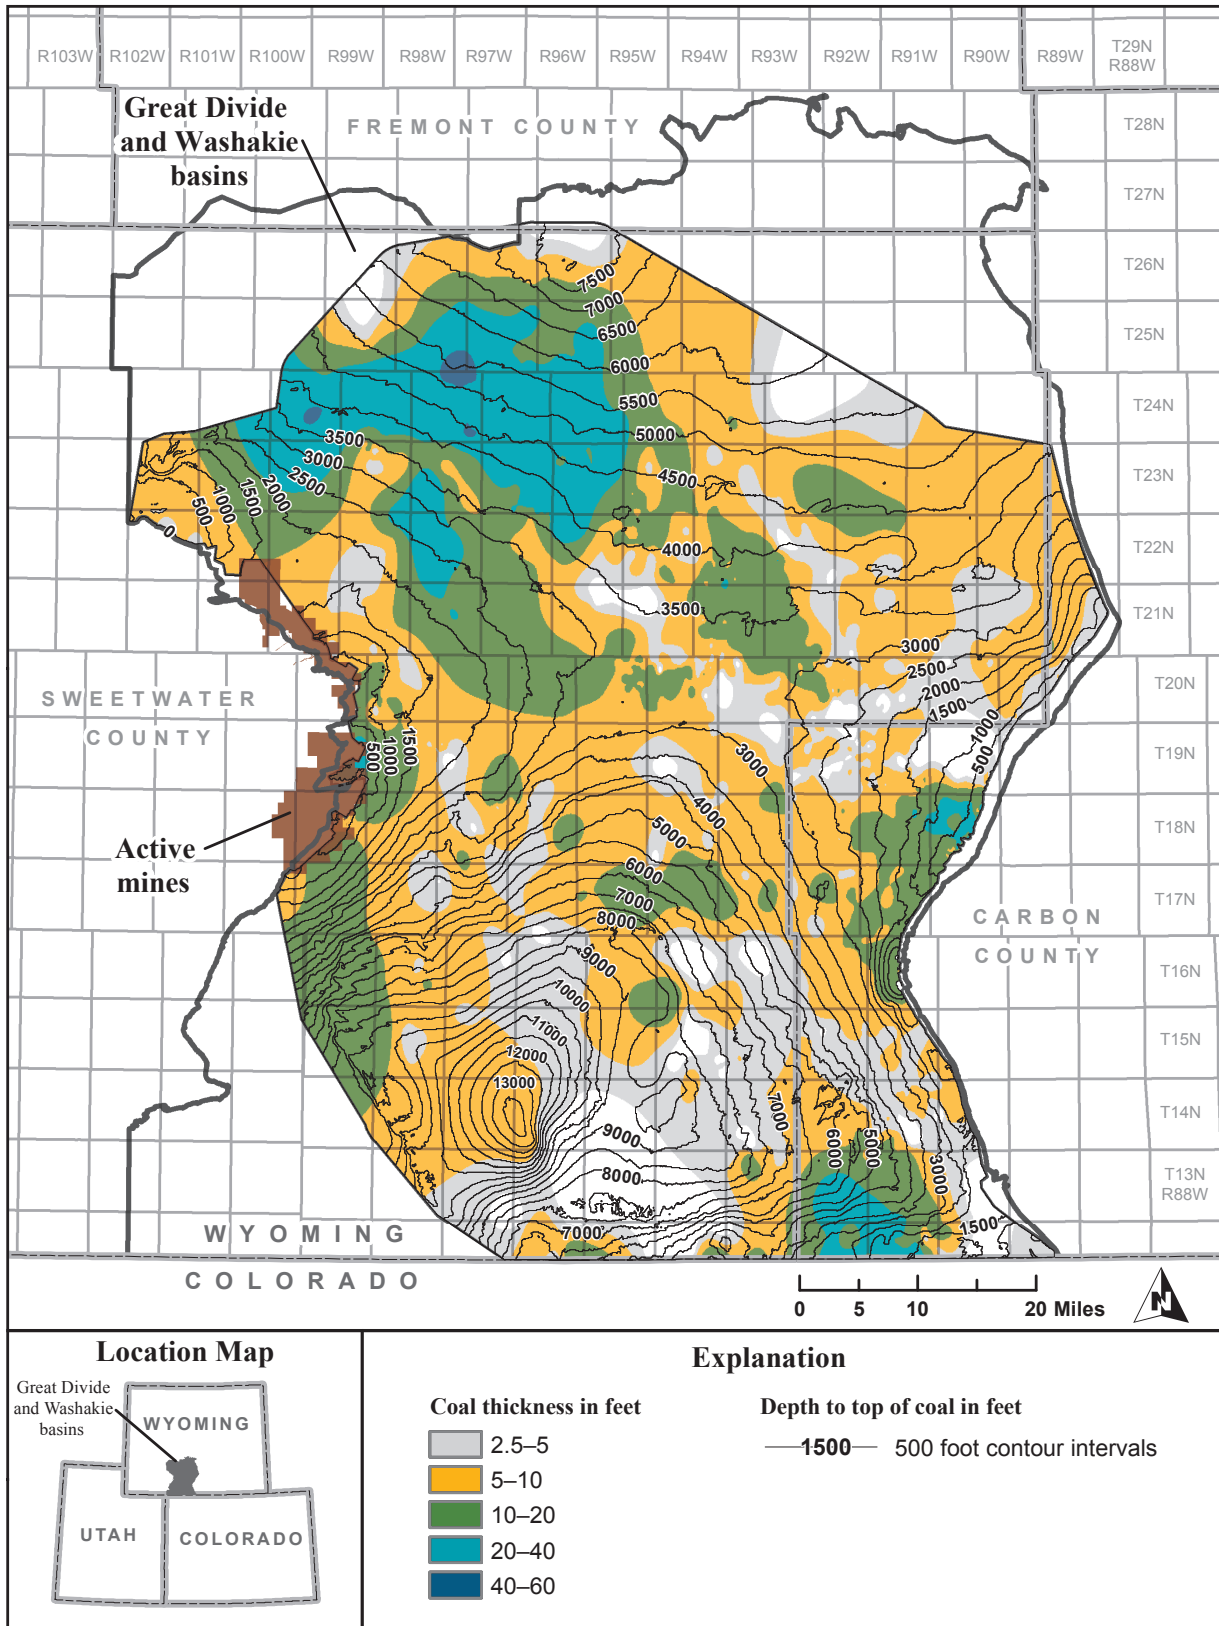 R103W R102W R101W R100W R99W R98W R97W R96W R95W R94W R93W R92W R91W R90W R89W T29N
R88W
Great Divide
and Washakie
basins
FREMONT COUNTY
T28N
T27N
T26N
T25N
T24N
T23N
T22N
T21N
T20N
T19N
T18N
T17N
T16N
T15N
T14N
T13N
R88W
7500
7000
6500
6000
5500
5000
4500
4000
3500
3500
3000
2500
2000
1500
1000
500
0
3000
2500
2000
1500
1000
500
SWEETWATER
COUNTY
1500
1000
500
3000
4000
5000
6000
7000
8000
9000
10000
11000
12000
13000
Active
mines
CARBON
COUNTY
9000
8000
7000
7000
6000
5000
3000
1500
WYOMING
COLORADO
0 5 10 20 Miles
N
Location Map
Great Divide
and Washakie
basins
WYOMING
UTAH
COLORADO
Explanation
Coal thickness in feet
2.5–5
5–10
10–20
20–40
40–60
Depth to top of coal in feet
1500 500 foot contour intervals